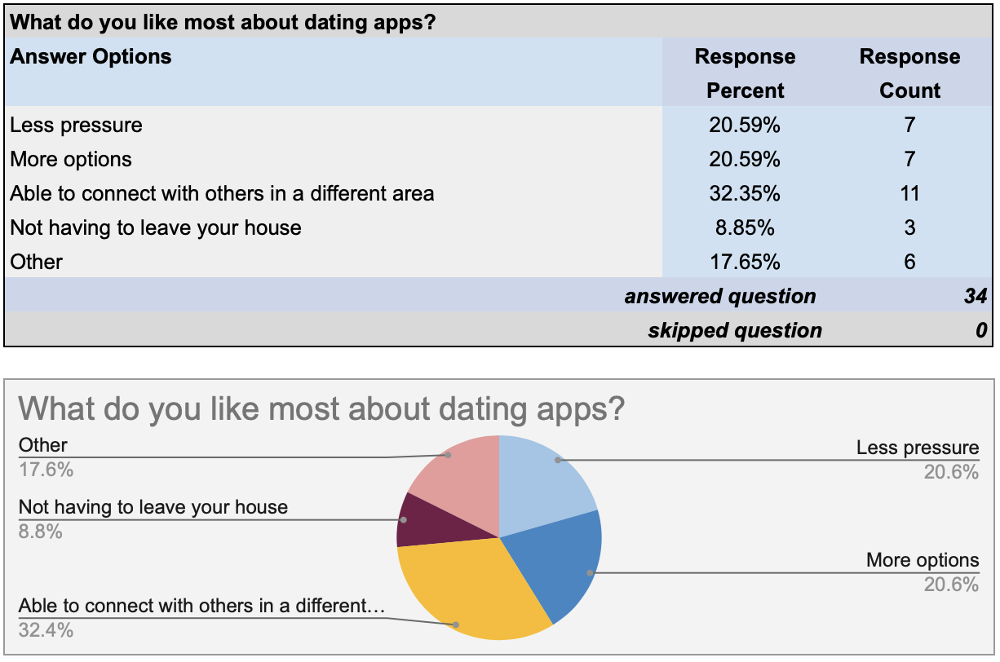 What do you like most about dating apps?
Answer Options Response Percent Response Count
Less pressure 20.59% 7
More options 20.59% 7
Able to connect with others in a different area 32.35% 11
Not having to leave your house 8.85% 3
Other 17.65% 6
answered question 34
skipped question 0
What do you like most about dating apps?
Other
17.6%
Not having to leave your house
8.8%
Able to connect with others in a different…
32.4%
Less pressure
20.6%
More options
20.6%